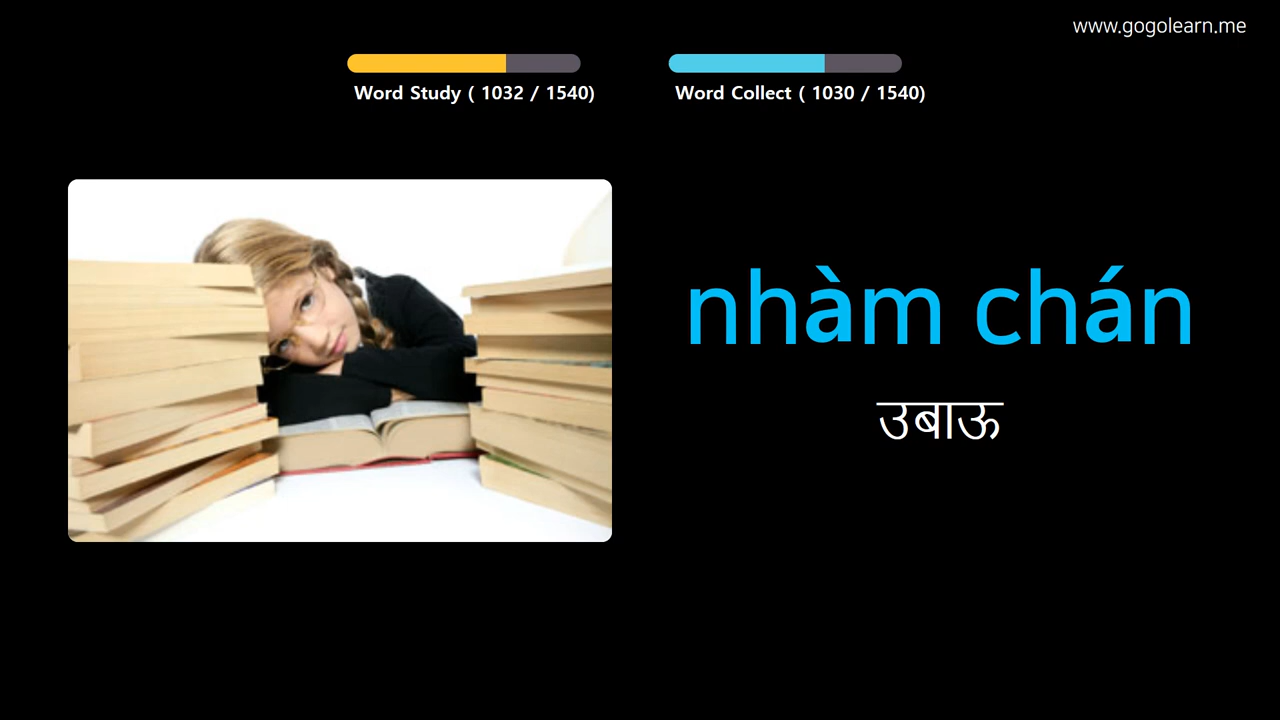 www.gogolearn.me
Word Study ( 1032 / 1540)
Word Collect ( 1030 / 1540)
nhàm chán
उबाऊ